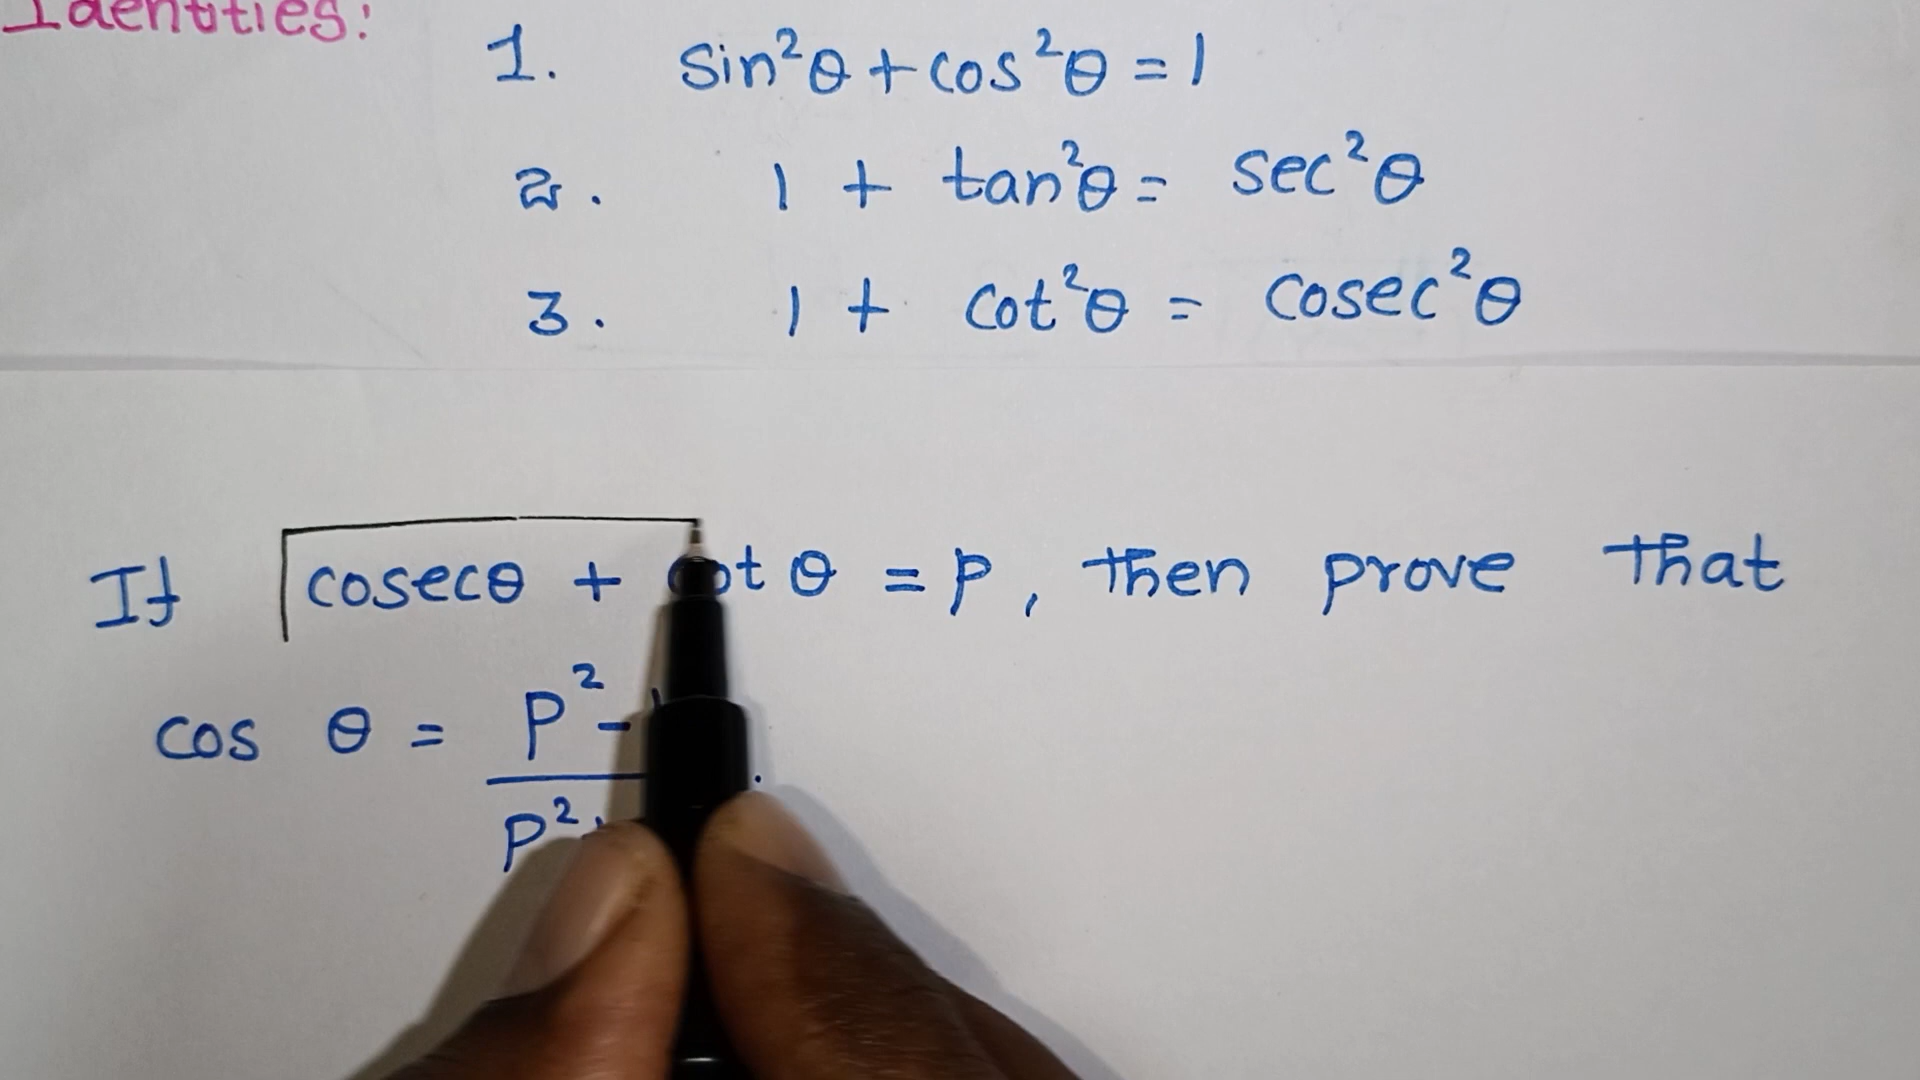 Identities:
1. sin²θ + cos²θ = 1
2. 1 + tan²θ = sec²θ
3. 1 + cot²θ = cosec²θ
If cosecθ + cot θ = P, then prove that
cos θ = P² -
P²